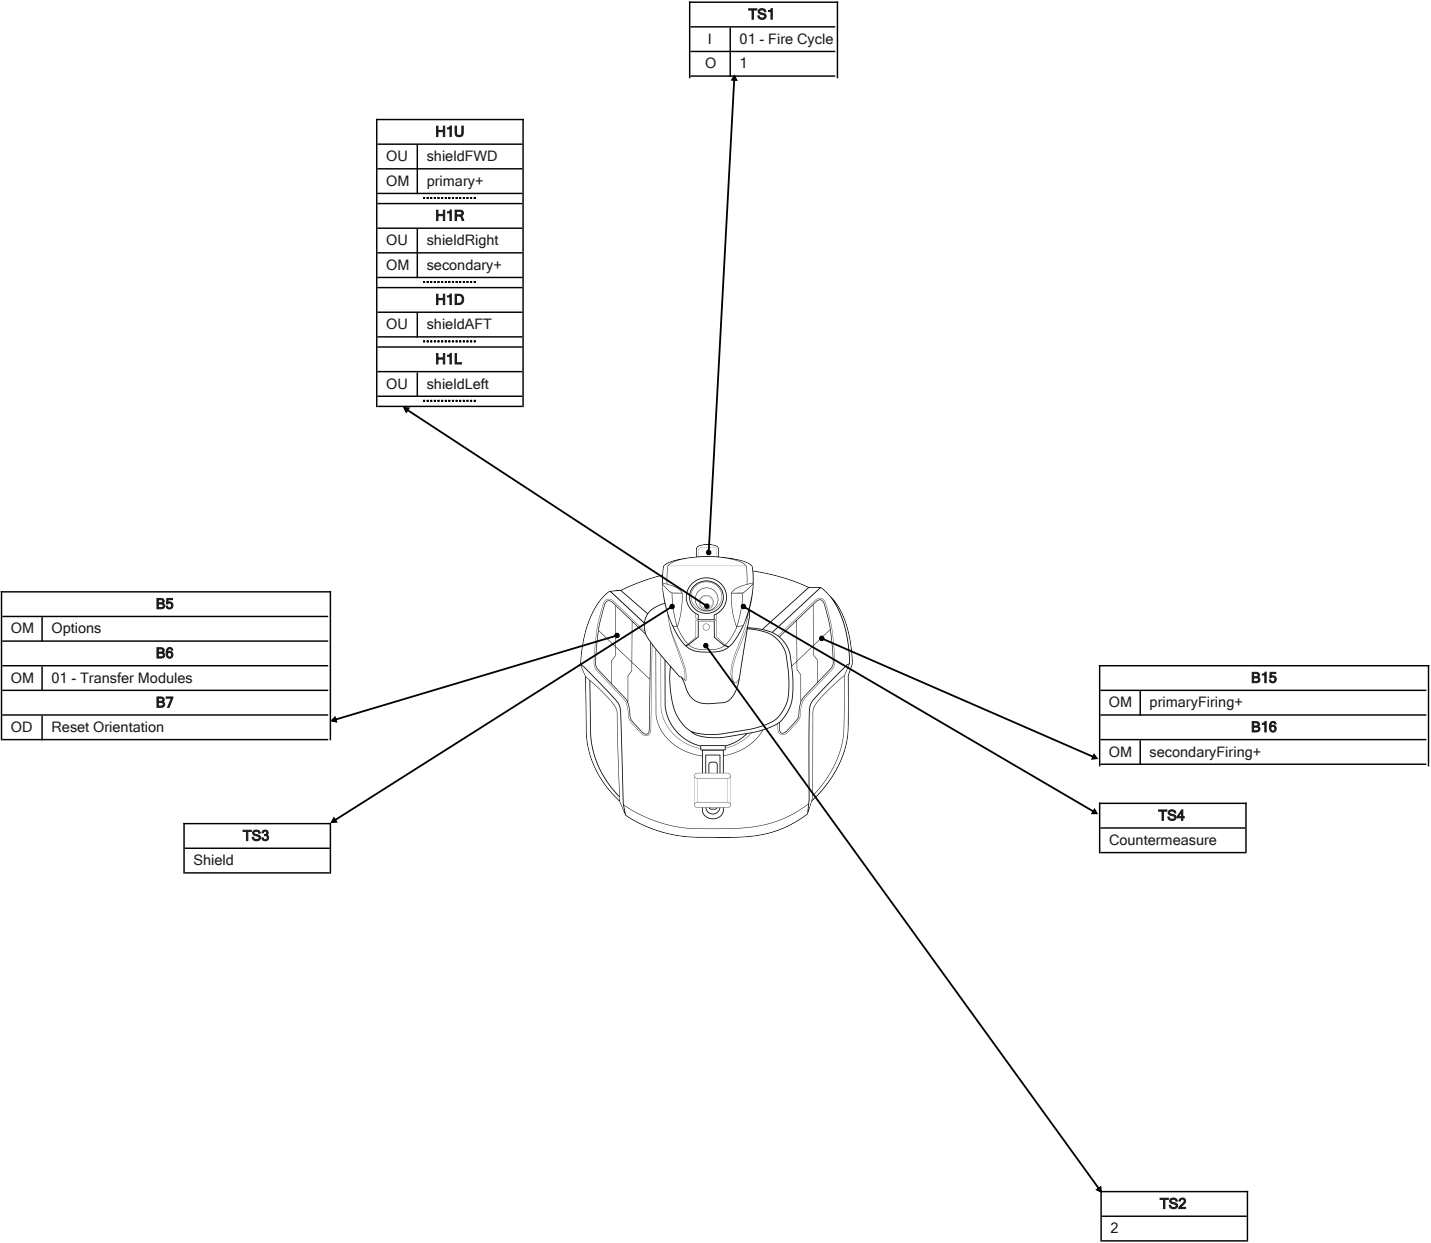 TS1
I 01 - Fire Cycle
O 1
H1U
OU shieldFWD
OM primary+
H1R
OU shieldRight
OM secondary+
H1D
OU shieldAFT
H1L
OU shieldLeft
B5
OM Options
B6
OM 01 - Transfer Modules
B7
OD Reset Orientation
B15
OM primaryFiring+
B16
OM secondaryFiring+
TS4
Countermeasure
TS3
Shield
TS2
2